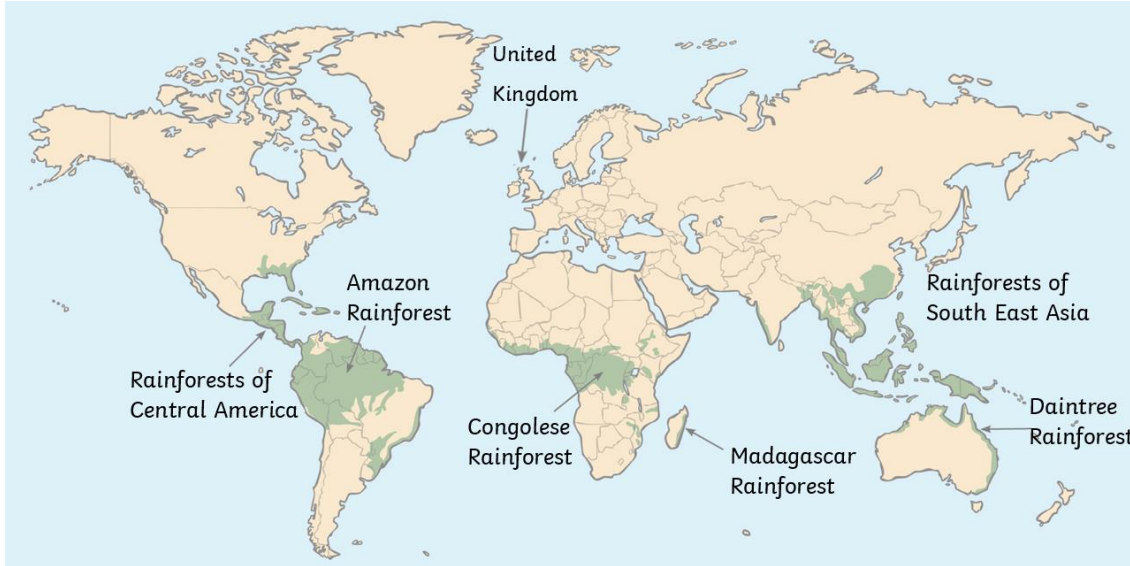 United
Kingdom
Amazon
Rainforest
Rainforests of
South East Asia
Rainforests of
Central America
Congolese
Rainforest
Madagascar
Rainforest
Daintree
Rainforest